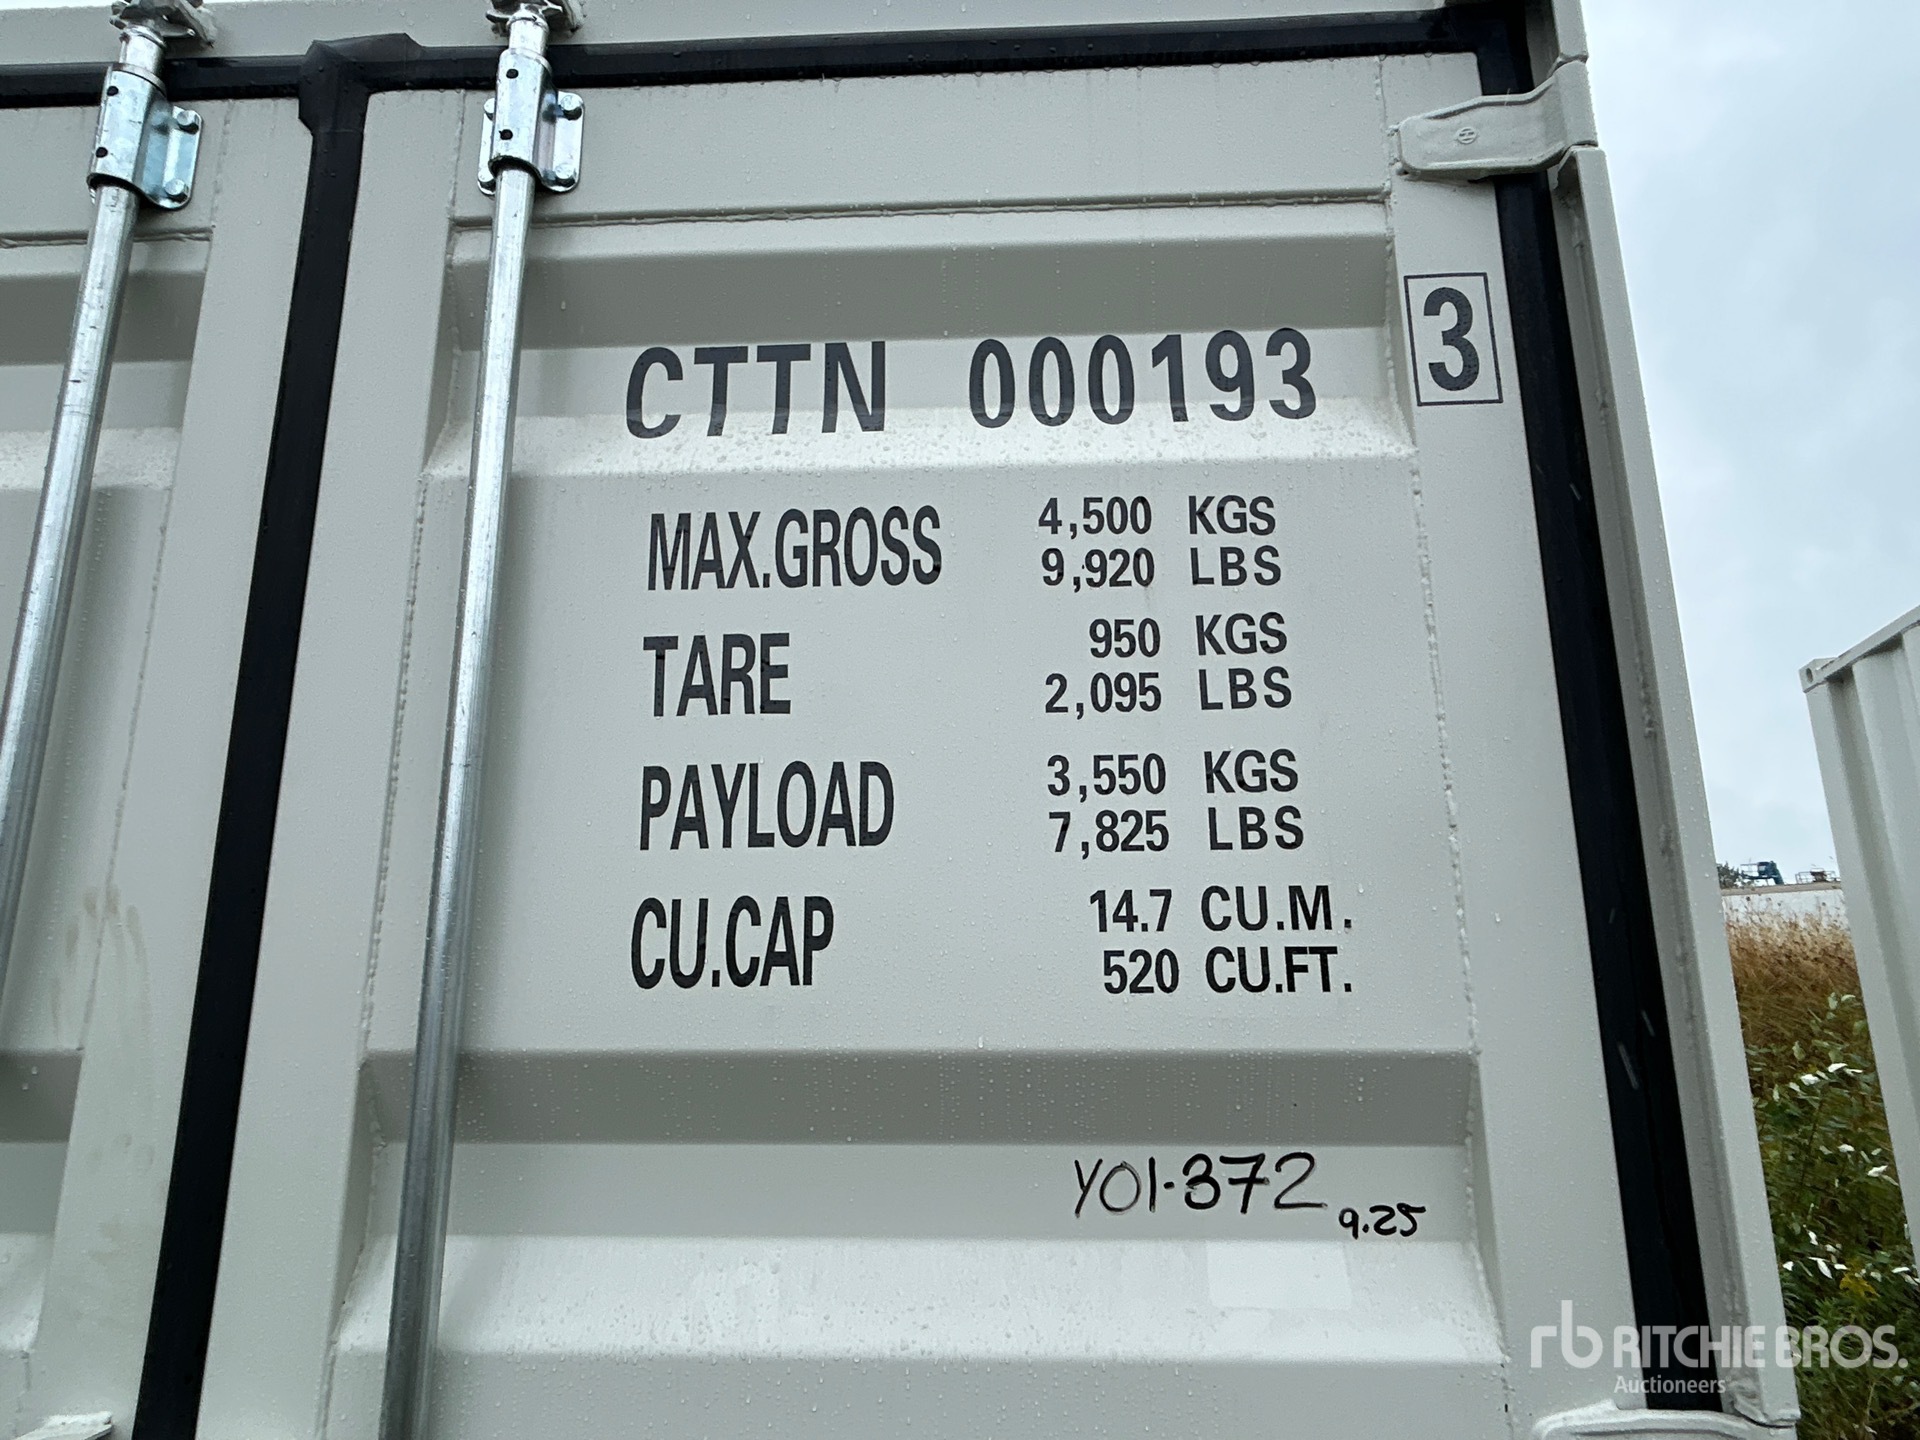 CTTN 000193 3
MAX.GROSS 4,500 KGS
9,920 LBS
TARE 950 KGS
2,095 LBS
PAYLOAD 3,550 KGS
7,825 LBS
CU.CAP 14.7 CU.M.
520 CU.FT.
YO1-372 9.25
rb RITCHIE BROS.
Auctioneers